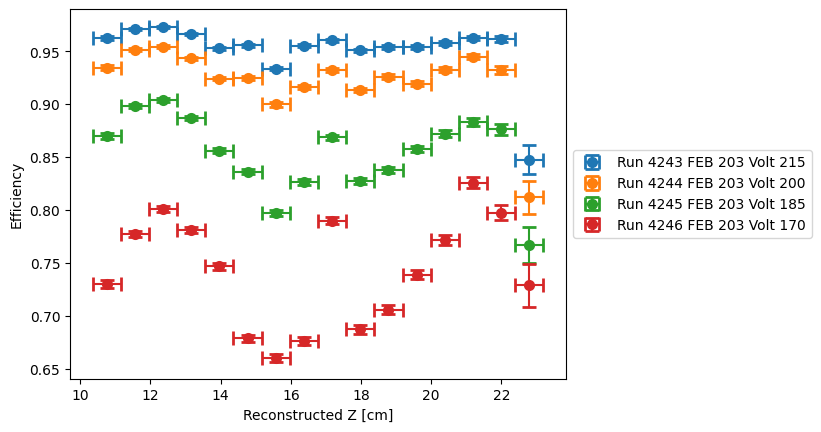 0.95
0.90
0.85
0.80
0.75
0.70
0.65
Efficiency
10 12 14 16 18 20 22
Reconstructed Z [cm]
Run 4243 FEB 203 Volt 215
Run 4244 FEB 203 Volt 200
Run 4245 FEB 203 Volt 185
Run 4246 FEB 203 Volt 170